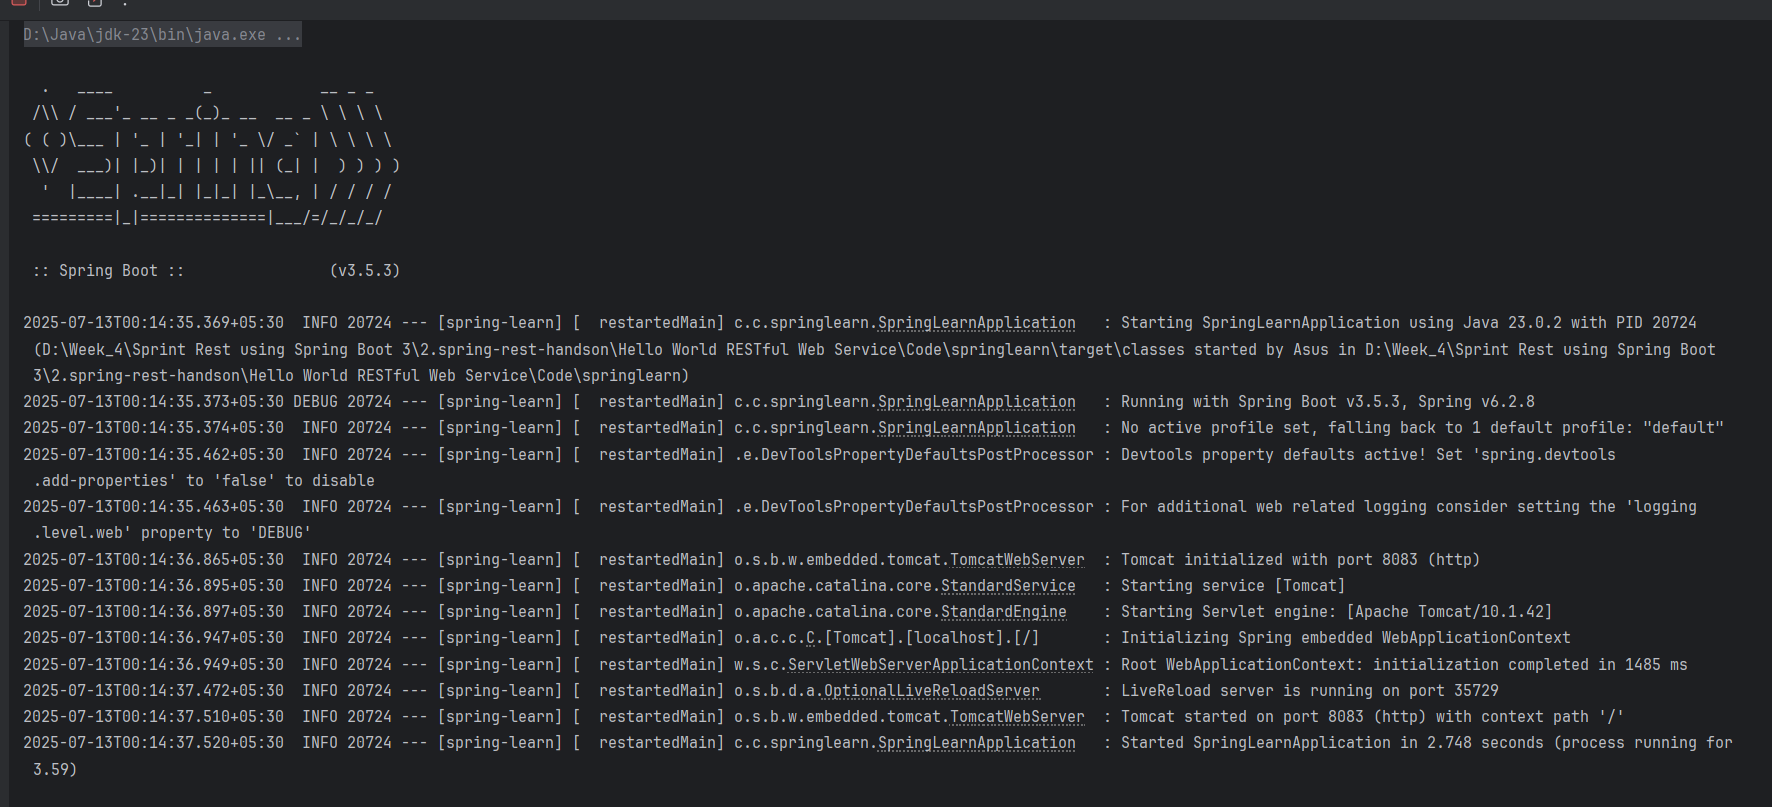 D:\Java\jdk-23\bin\java.exe ...
  .   ____          _            __ _ _
 /\\ / ___'_ __ _ _(_)_ __  __ _ \ \ \ \
( ( )\___ | '_ | '_| | '_ \/ _` | \ \ \ \
 \\/  ___)| |_)| | | | | || (_| |  ) ) ) )
  '  |____| .__|_| |_|_| |_\__, | / / / /
 =========|_|==============|___/=/_/_/_/
 :: Spring Boot ::                (v3.5.3)
2025-07-13T00:14:35.369+05:30  INFO 20724 --- [spring-learn] [  restartedMain] c.c.springlearn.SpringLearnApplication   : Starting SpringLearnApplication using Java 23.0.2 with PID 20724
(D:\Week_4\Sprint Rest using Spring Boot 3\2.spring-rest-handson\Hello World RESTful Web Service\Code\springlearn\target\classes started by Asus in D:\Week_4\Sprint Rest using Spring Boot
3\2.spring-rest-handson\Hello World RESTful Web Service\Code\springlearn)
2025-07-13T00:14:35.373+05:30 DEBUG 20724 --- [spring-learn] [  restartedMain] c.c.springlearn.SpringLearnApplication   : Running with Spring Boot v3.5.3, Spring v6.2.8
2025-07-13T00:14:35.374+05:30  INFO 20724 --- [spring-learn] [  restartedMain] c.c.springlearn.SpringLearnApplication   : No active profile set, falling back to 1 default profile: "default"
2025-07-13T00:14:35.462+05:30  INFO 20724 --- [spring-learn] [  restartedMain] .e.DevToolsPropertyDefaultsPostProcessor : Devtools property defaults active! Set 'spring.devtools
.add-properties' to 'false' to disable
2025-07-13T00:14:35.463+05:30  INFO 20724 --- [spring-learn] [  restartedMain] .e.DevToolsPropertyDefaultsPostProcessor : For additional web related logging consider setting the 'logging
.level.web' property to 'DEBUG'
2025-07-13T00:14:36.865+05:30  INFO 20724 --- [spring-learn] [  restartedMain] o.s.b.w.embedded.tomcat.TomcatWebServer  : Tomcat initialized with port 8083 (http)
2025-07-13T00:14:36.895+05:30  INFO 20724 --- [spring-learn] [  restartedMain] o.apache.catalina.core.StandardService   : Starting service [Tomcat]
2025-07-13T00:14:36.897+05:30  INFO 20724 --- [spring-learn] [  restartedMain] o.apache.catalina.core.StandardEngine    : Starting Servlet engine: [Apache Tomcat/10.1.42]
2025-07-13T00:14:36.947+05:30  INFO 20724 --- [spring-learn] [  restartedMain] o.a.c.c.C.[Tomcat].[localhost].[/]       : Initializing Spring embedded WebApplicationContext
2025-07-13T00:14:36.949+05:30  INFO 20724 --- [spring-learn] [  restartedMain] w.s.c.ServletWebServerApplicationContext : Root WebApplicationContext: initialization completed in 1485 ms
2025-07-13T00:14:37.472+05:30  INFO 20724 --- [spring-learn] [  restartedMain] o.s.b.d.a.OptionalLiveReloadServer       : LiveReload server is running on port 35729
2025-07-13T00:14:37.510+05:30  INFO 20724 --- [spring-learn] [  restartedMain] o.s.b.w.embedded.tomcat.TomcatWebServer  : Tomcat started on port 8083 (http) with context path '/'
2025-07-13T00:14:37.520+05:30  INFO 20724 --- [spring-learn] [  restartedMain] c.c.springlearn.SpringLearnApplication   : Started SpringLearnApplication in 2.748 seconds (process running for
3.59)